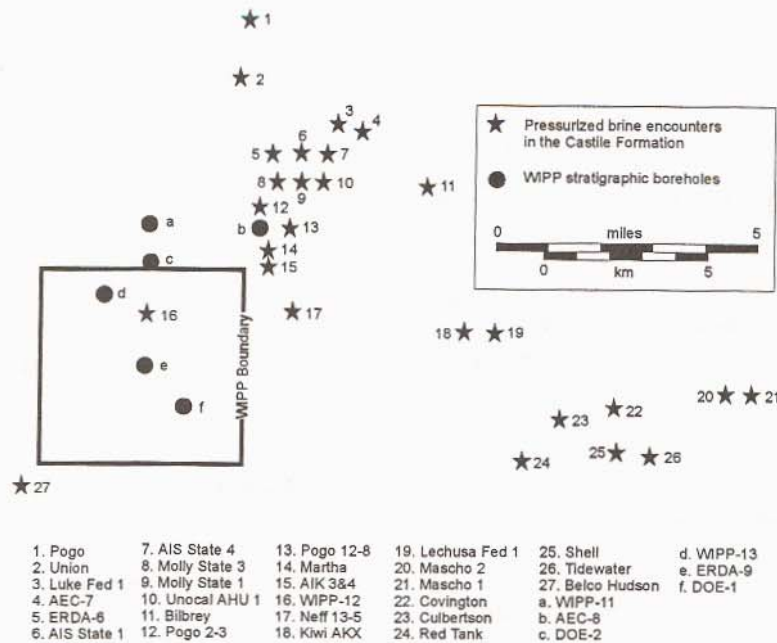 1
2
3
4
6
5
7
8
10
9
11
12
a
b
13
c
14
15
d
16
17
e
f
WIPP Boundary
27
18
19
20
21
22
23
24
25
26
Pressurized brine encounters
in the Castile Formation
WIPP stratigraphic boreholes
0 miles 5
0 km 5
1. Pogo
2. Union
3. Luke Fed 1
4. AEC-7
5. ERDA-6
6. AIS State 1
7. AIS State 4
8. Molly State 3
9. Molly State 1
10. Unocal AHU 1
11. Bilbrey
12. Pogo 2-3
13. Pogo 12-8
14. Martha
15. AIK 3&4
16. WIPP-12
17. Neff 13-5
18. Kiwi AKX
19. Lechusa Fed 1
20. Mascho 2
21. Mascho 1
22. Covington
23. Culbertson
24. Red Tank
25. Shell
26. Tidewater
27. Belco Hudson
a. WIPP-11
b. AEC-8
c. DOE-2
d. WIPP-13
e. ERDA-9
f. DOE-1